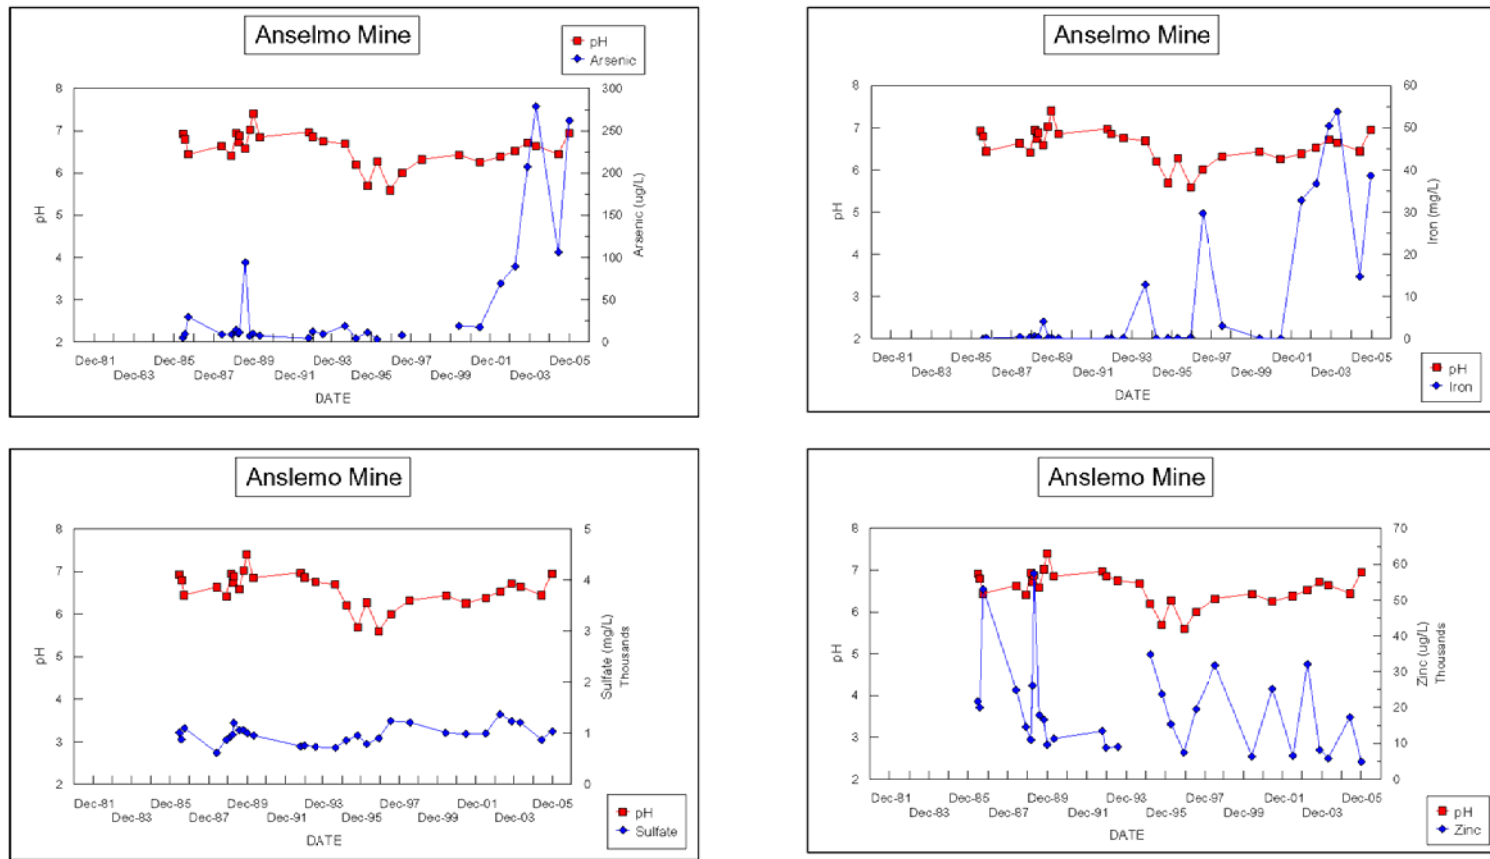 Anselmo Mine
pH
Arsenic
8
7
6
5
4
3
2
pH
300
250
200
150
100
50
0
Arsenic (ug/L)
Dec-81 Dec-85 Dec-89 Dec-93 Dec-97 Dec-01 Dec-05
Dec-83 Dec-87 Dec-91 Dec-95 Dec-99 Dec-03
DATE
Anselmo Mine
8
7
6
5
4
3
2
pH
60
50
40
30
20
10
0
Iron (mg/L)
Dec-81 Dec-85 Dec-89 Dec-93 Dec-97 Dec-01 Dec-05
Dec-83 Dec-87 Dec-91 Dec-95 Dec-99 Dec-03
DATE
pH
Iron
Anslemo Mine
8
7
6
5
4
3
2
pH
5
4
3
2
1
0
Sulfate (mg/L)
Thousands
Dec-81 Dec-85 Dec-89 Dec-93 Dec-97 Dec-01 Dec-05
Dec-83 Dec-87 Dec-91 Dec-95 Dec-99 Dec-03
DATE
pH
Sulfate
Anslemo Mine
8
7
6
5
4
3
2
pH
70
60
50
40
30
20
10
0
Zinc (ug/L)
Thousands
Dec-81 Dec-85 Dec-89 Dec-93 Dec-97 Dec-01 Dec-05
Dec-83 Dec-87 Dec-91 Dec-95 Dec-99 Dec-03
DATE
pH
Zinc